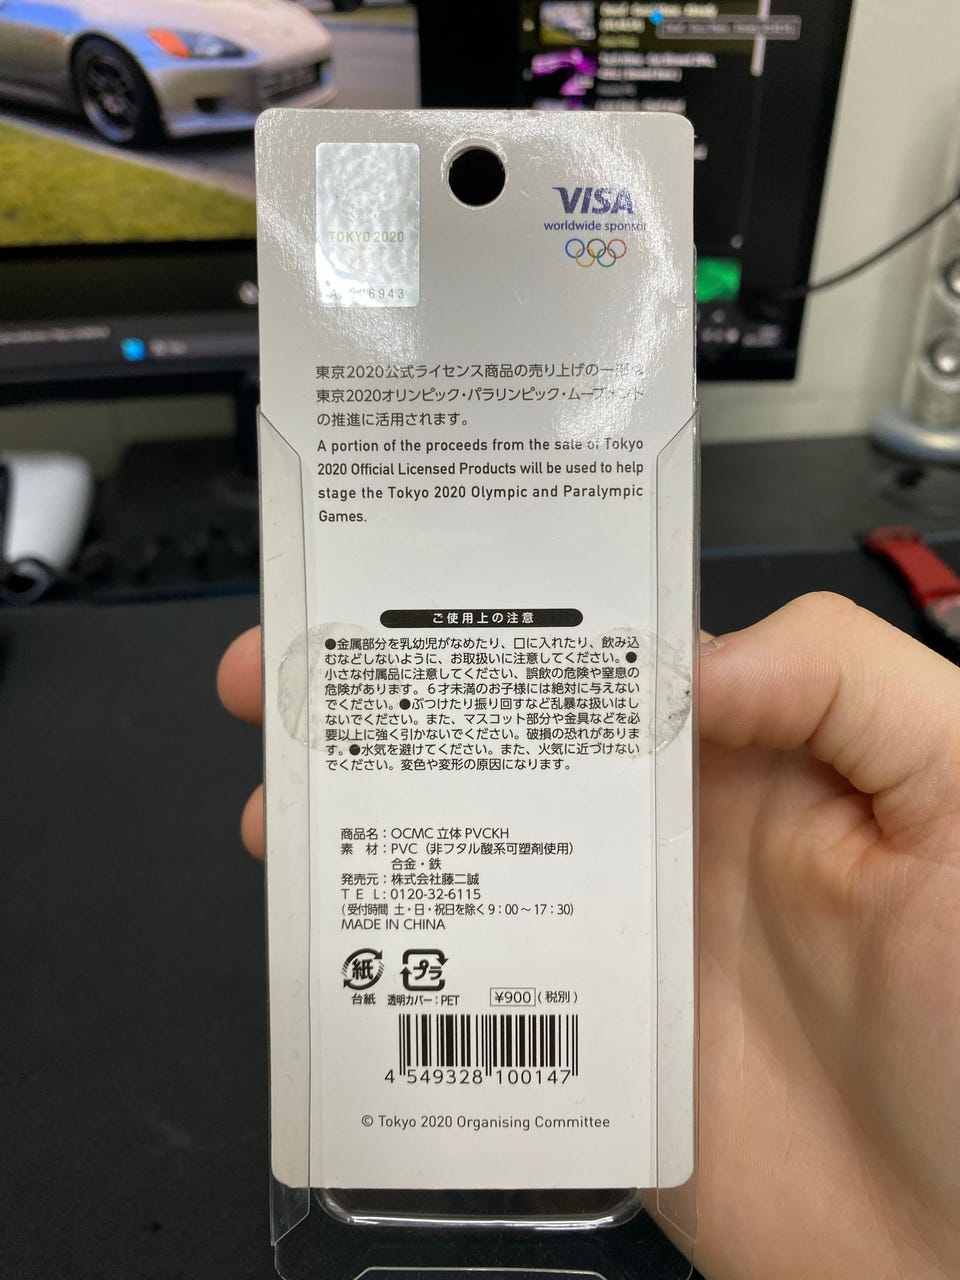 TOKYO 2020
6943
VISA
worldwide sponsor
東京2020公式ライセンス商品の売り上げの一部は
東京2020オリンピック・パラリンピック・ムーブメント
の推進に活用されます。
A portion of the proceeds from the sale of Tokyo
2020 Official Licensed Products will be used to help
stage the Tokyo 2020 Olympic and Paralympic
Games.
ご使用上の注意
●金属部分を乳幼児がなめたり、口に入れたり、飲み込
むなどしないように、お取扱いに注意してください。●
小さな付属品に注意してください、誤飲の危険や窒息の
危険があります。6才未満のお子様には絶対に与えない
でください。●ぶつけたり振り回すなど乱暴な扱いはし
ないでください。また、マスコット部分や金具などを必
要以上に強く引かないでください。破損の恐れがありま
す。●水気を避けてください。また、火気に近づけない
でください。変色や変形の原因になります。
商品名：OCMC 立体 PVCKH
素　材：PVC（非フタル酸系可塑剤使用）
合金・鉄
発売元：株式会社藤二誠
ＴＥＬ：0120-32-6115
（受付時間 土・日・祝日を除く9：00～17：30）
MADE IN CHINA
紙 プラ
台紙 透明カバー：PET ¥900（税別）
4 549328 100147
© Tokyo 2020 Organising Committee